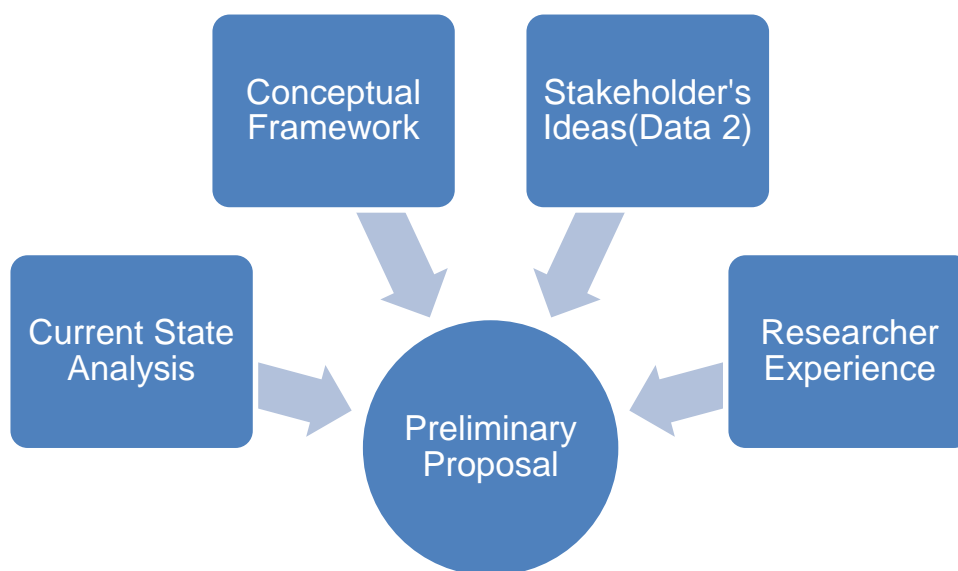 Conceptual
Framework
Stakeholder's
Ideas(Data 2)
Current State
Analysis
Researcher
Experience
Preliminary
Proposal